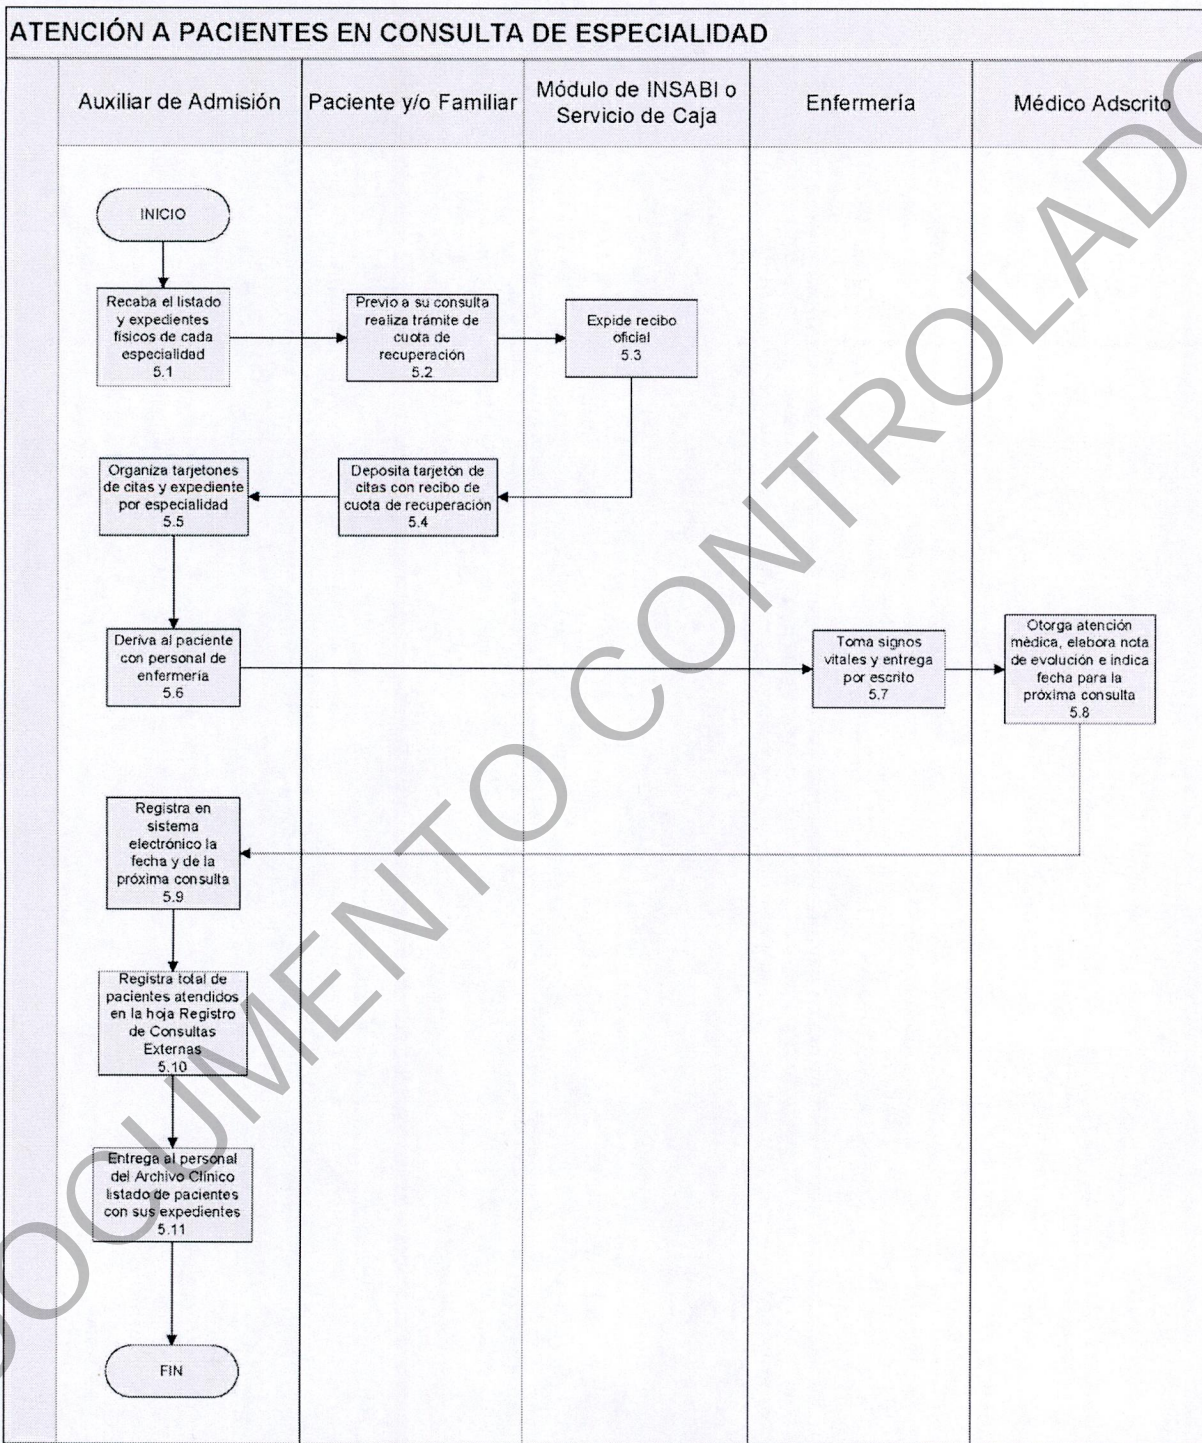 ATENCIÓN A PACIENTES EN CONSULTA DE ESPECIALIDAD
Auxiliar de Admisión
Paciente y/o Familiar
Módulo de INSABI o
Servicio de Caja
Enfermería
Médico Adscrito
INICIO
Recaba el listado
y expedientes
físicos de cada
especialidad
5.1
Previo a su consulta
realiza trámite de
cuota de
recuperación
5.2
Expide recibo
oficial
5.3
Deposita tarjetón de
citas con recibo de
cuota de recuperación
5.4
Organiza tarjetones
de citas y expediente
por especialidad
5.5
Deriva al paciente
con personal de
enfermería
5.6
Toma signos
vitales y entrega
por escrito
5.7
Otorga atención
médica, elabora nota
de evolución e indica
fecha para la
próxima consulta
5.8
Registra en
sistema
electrónico la
fecha y de la
próxima consulta
5.9
Registra total de
pacientes atendidos
en la hoja Registro
de Consultas
Externas
5.10
Entrega al personal
del Archivo Clínico
listado de pacientes
con sus expedientes
5.11
FIN
DOCUMENTO CONTROLADO